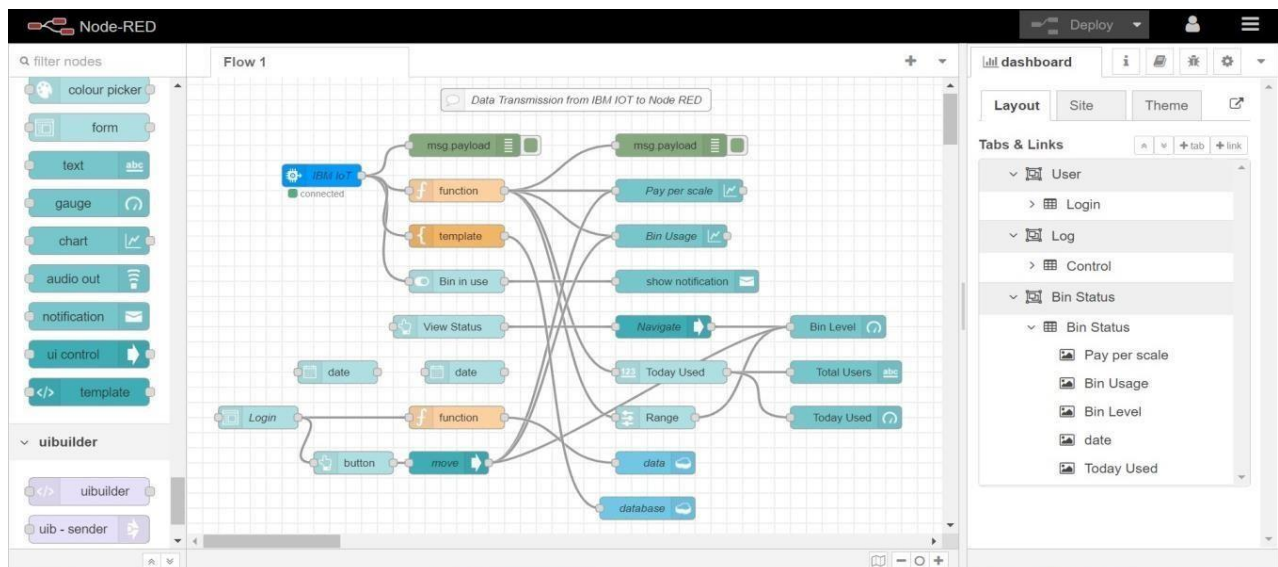 Node-RED
Deploy
filter nodes
Flow 1
dashboard
i
colour picker
form
text
abc
gauge
chart
audio out
notification
ui control
</> template
uibuilder
</> uibuilder
uib - sender
Data Transmission from IBM IOT to Node RED
msg.payload
msg.payload
IBM IoT
connected
f function
Pay per scale
{ template
Bin Usage
Bin in use
show notification
View Status
Navigate
Bin Level
date
date
123 Today Used
Total Users abc
Login
f function
Range
Today Used
button
move
data
database
Layout
Site
Theme
Tabs & Links
+ tab
+ link
User
Login
Log
Control
Bin Status
Bin Status
Pay per scale
Bin Usage
Bin Level
date
Today Used